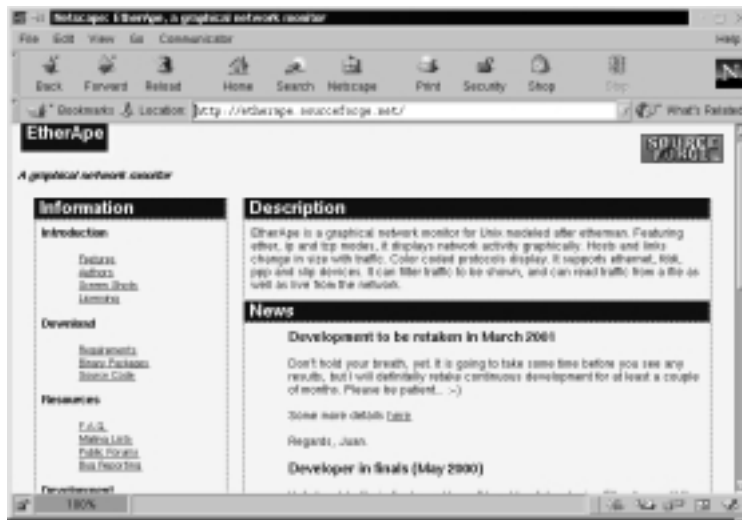 Netscape: EtherApe, a graphical network monitor
File Edit View Go Communicator Help
Back Forward Reload Home Search Netscape Print Security Shop Stop
Bookmarks Location: http://etherape.sourceforge.net/ What's Related
EtherApe
SOURCE FORGE
A graphical network monitor
Information
Introduction
Features
Authors
Screen Shots
Licensing
Download
Requirements
Binary Packages
Source Code
Resources
F.A.Q.
Mailing Lists
Public Forums
Bug Reporting
Development
Description
EtherApe is a graphical network monitor for Unix modeled after etherman. Featuring
ether, ip and tcp modes, it displays network activity graphically. Hosts and links
change in size with traffic. Color coded protocols display. It supports ethernet, fddi,
ppp and slip devices. It can filter traffic to be shown, and can read traffic from a file as
well as live from the network.
News
Development to be retaken in March 2001
Don't hold your breath, yet. It is going to take some time before you see any
results, but I will definitely retake continuous development for at least a couple
of months. Please be patient.. :-)
Some more details here
Regards, Juan.
Developer in finals (May 2000)
100%